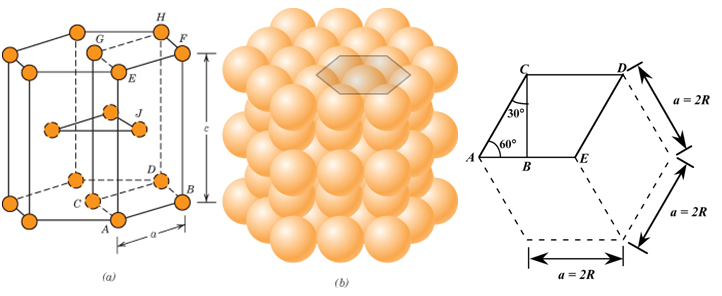 H
G
F
E
J
c
D
C
B
A
a
(a)
(b)
C
D
30°
a = 2R
60°
A
B
E
a = 2R
a = 2R